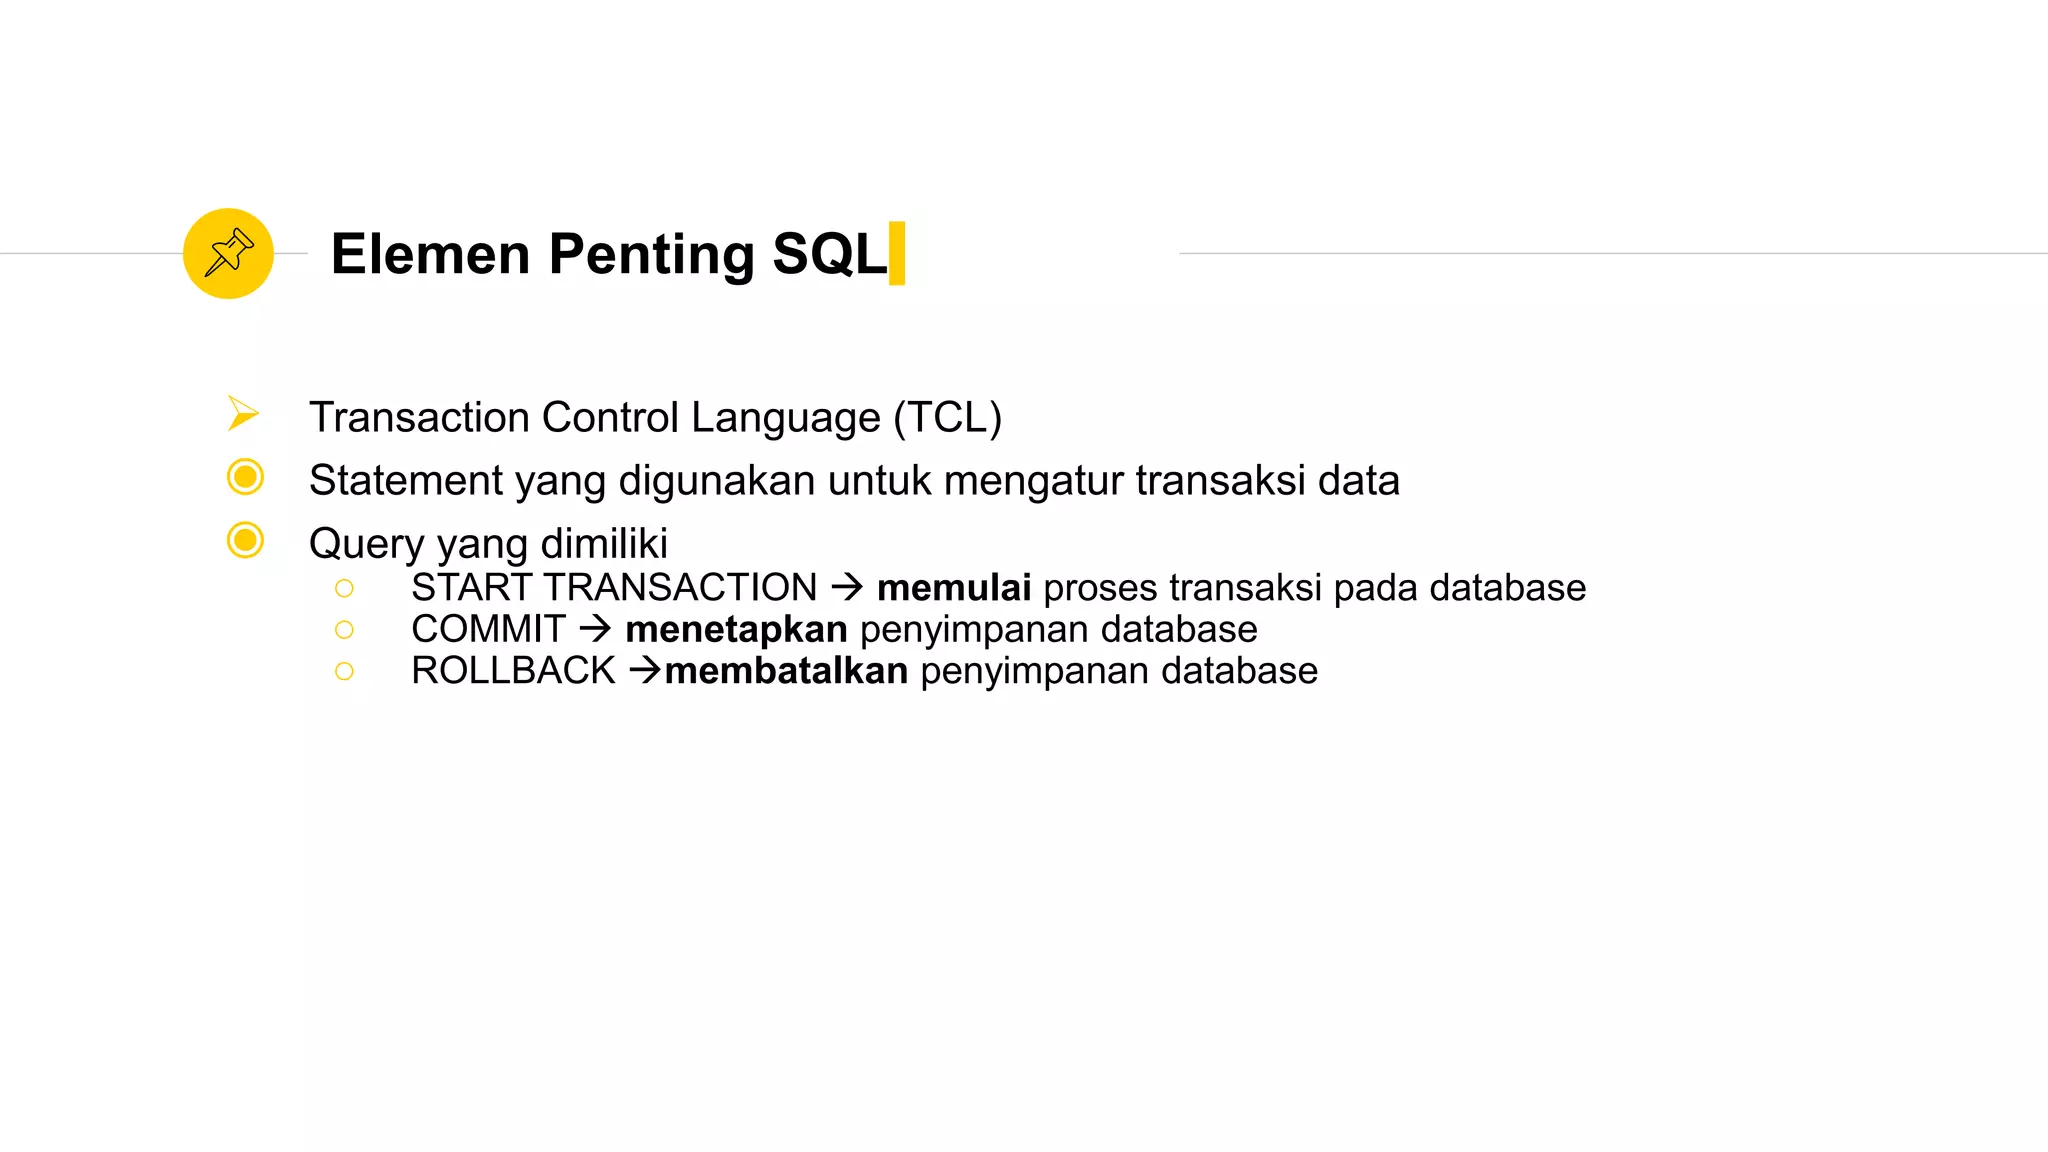 Elemen Penting SQL
Transaction Control Language (TCL)
Statement yang digunakan untuk mengatur transaksi data
Query yang dimiliki
START TRANSACTION → memulai proses transaksi pada database
COMMIT → menetapkan penyimpanan database
ROLLBACK →membatalkan penyimpanan database